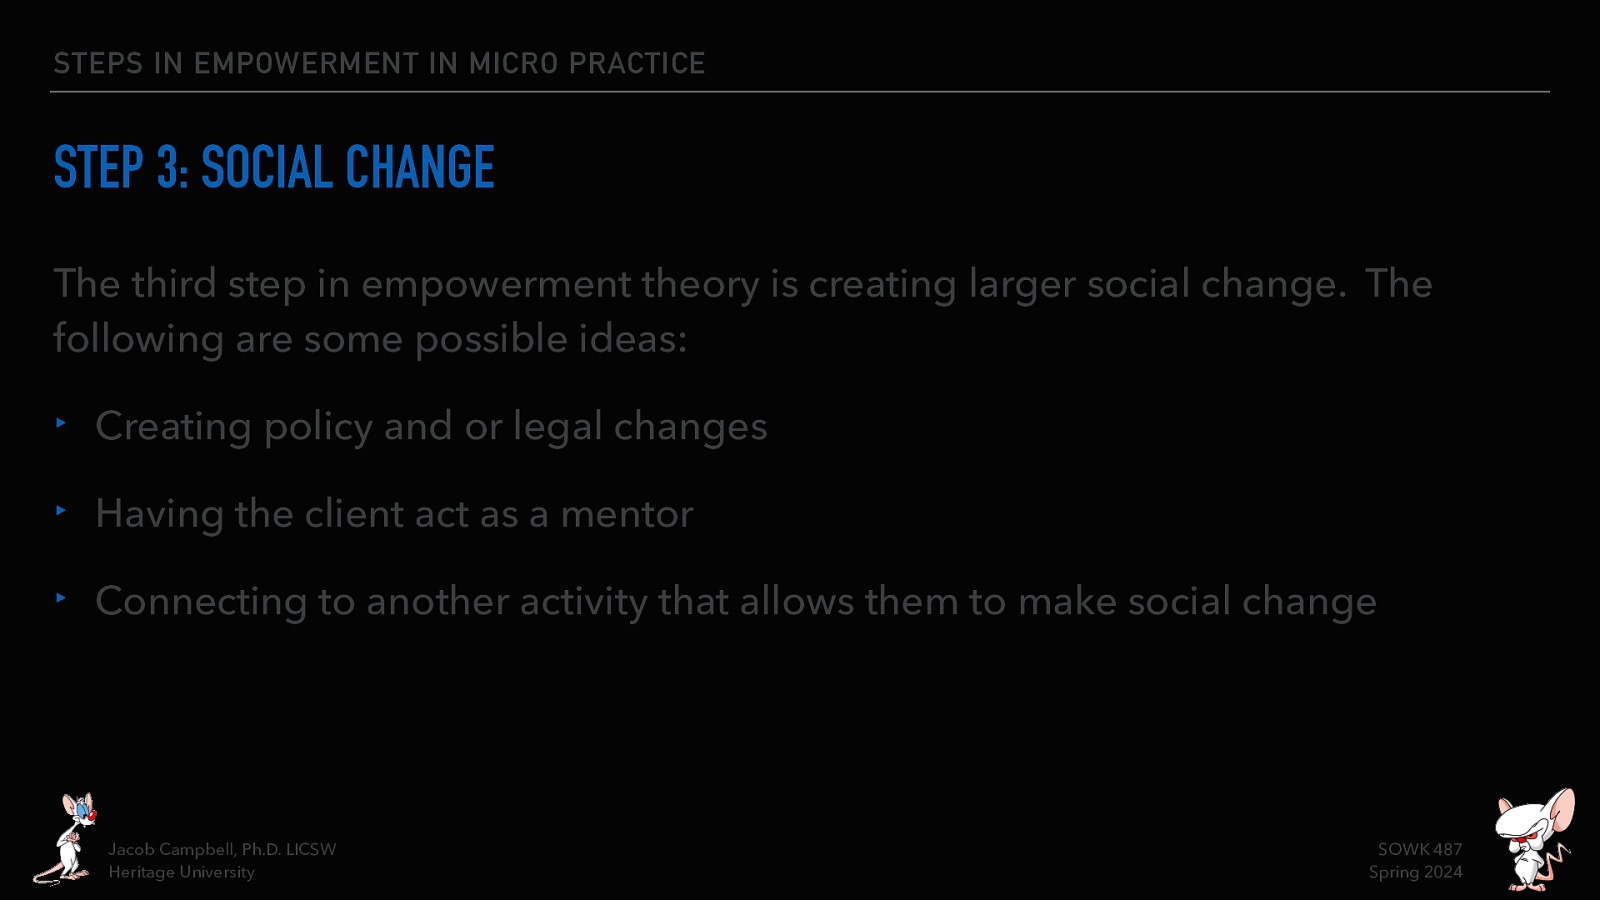 STEPS IN EMPOWERMENT IN MICRO PRACTICE
STEP 3: SOCIAL CHANGE
The third step in empowerment theory is creating larger social change.  The
following are some possible ideas:
‣ Creating policy and or legal changes
‣ Having the client act as a mentor
‣ Connecting to another activity that allows them to make social change
Jacob Campbell, Ph.D. LICSW
Heritage University
SOWK 487
Spring 2024